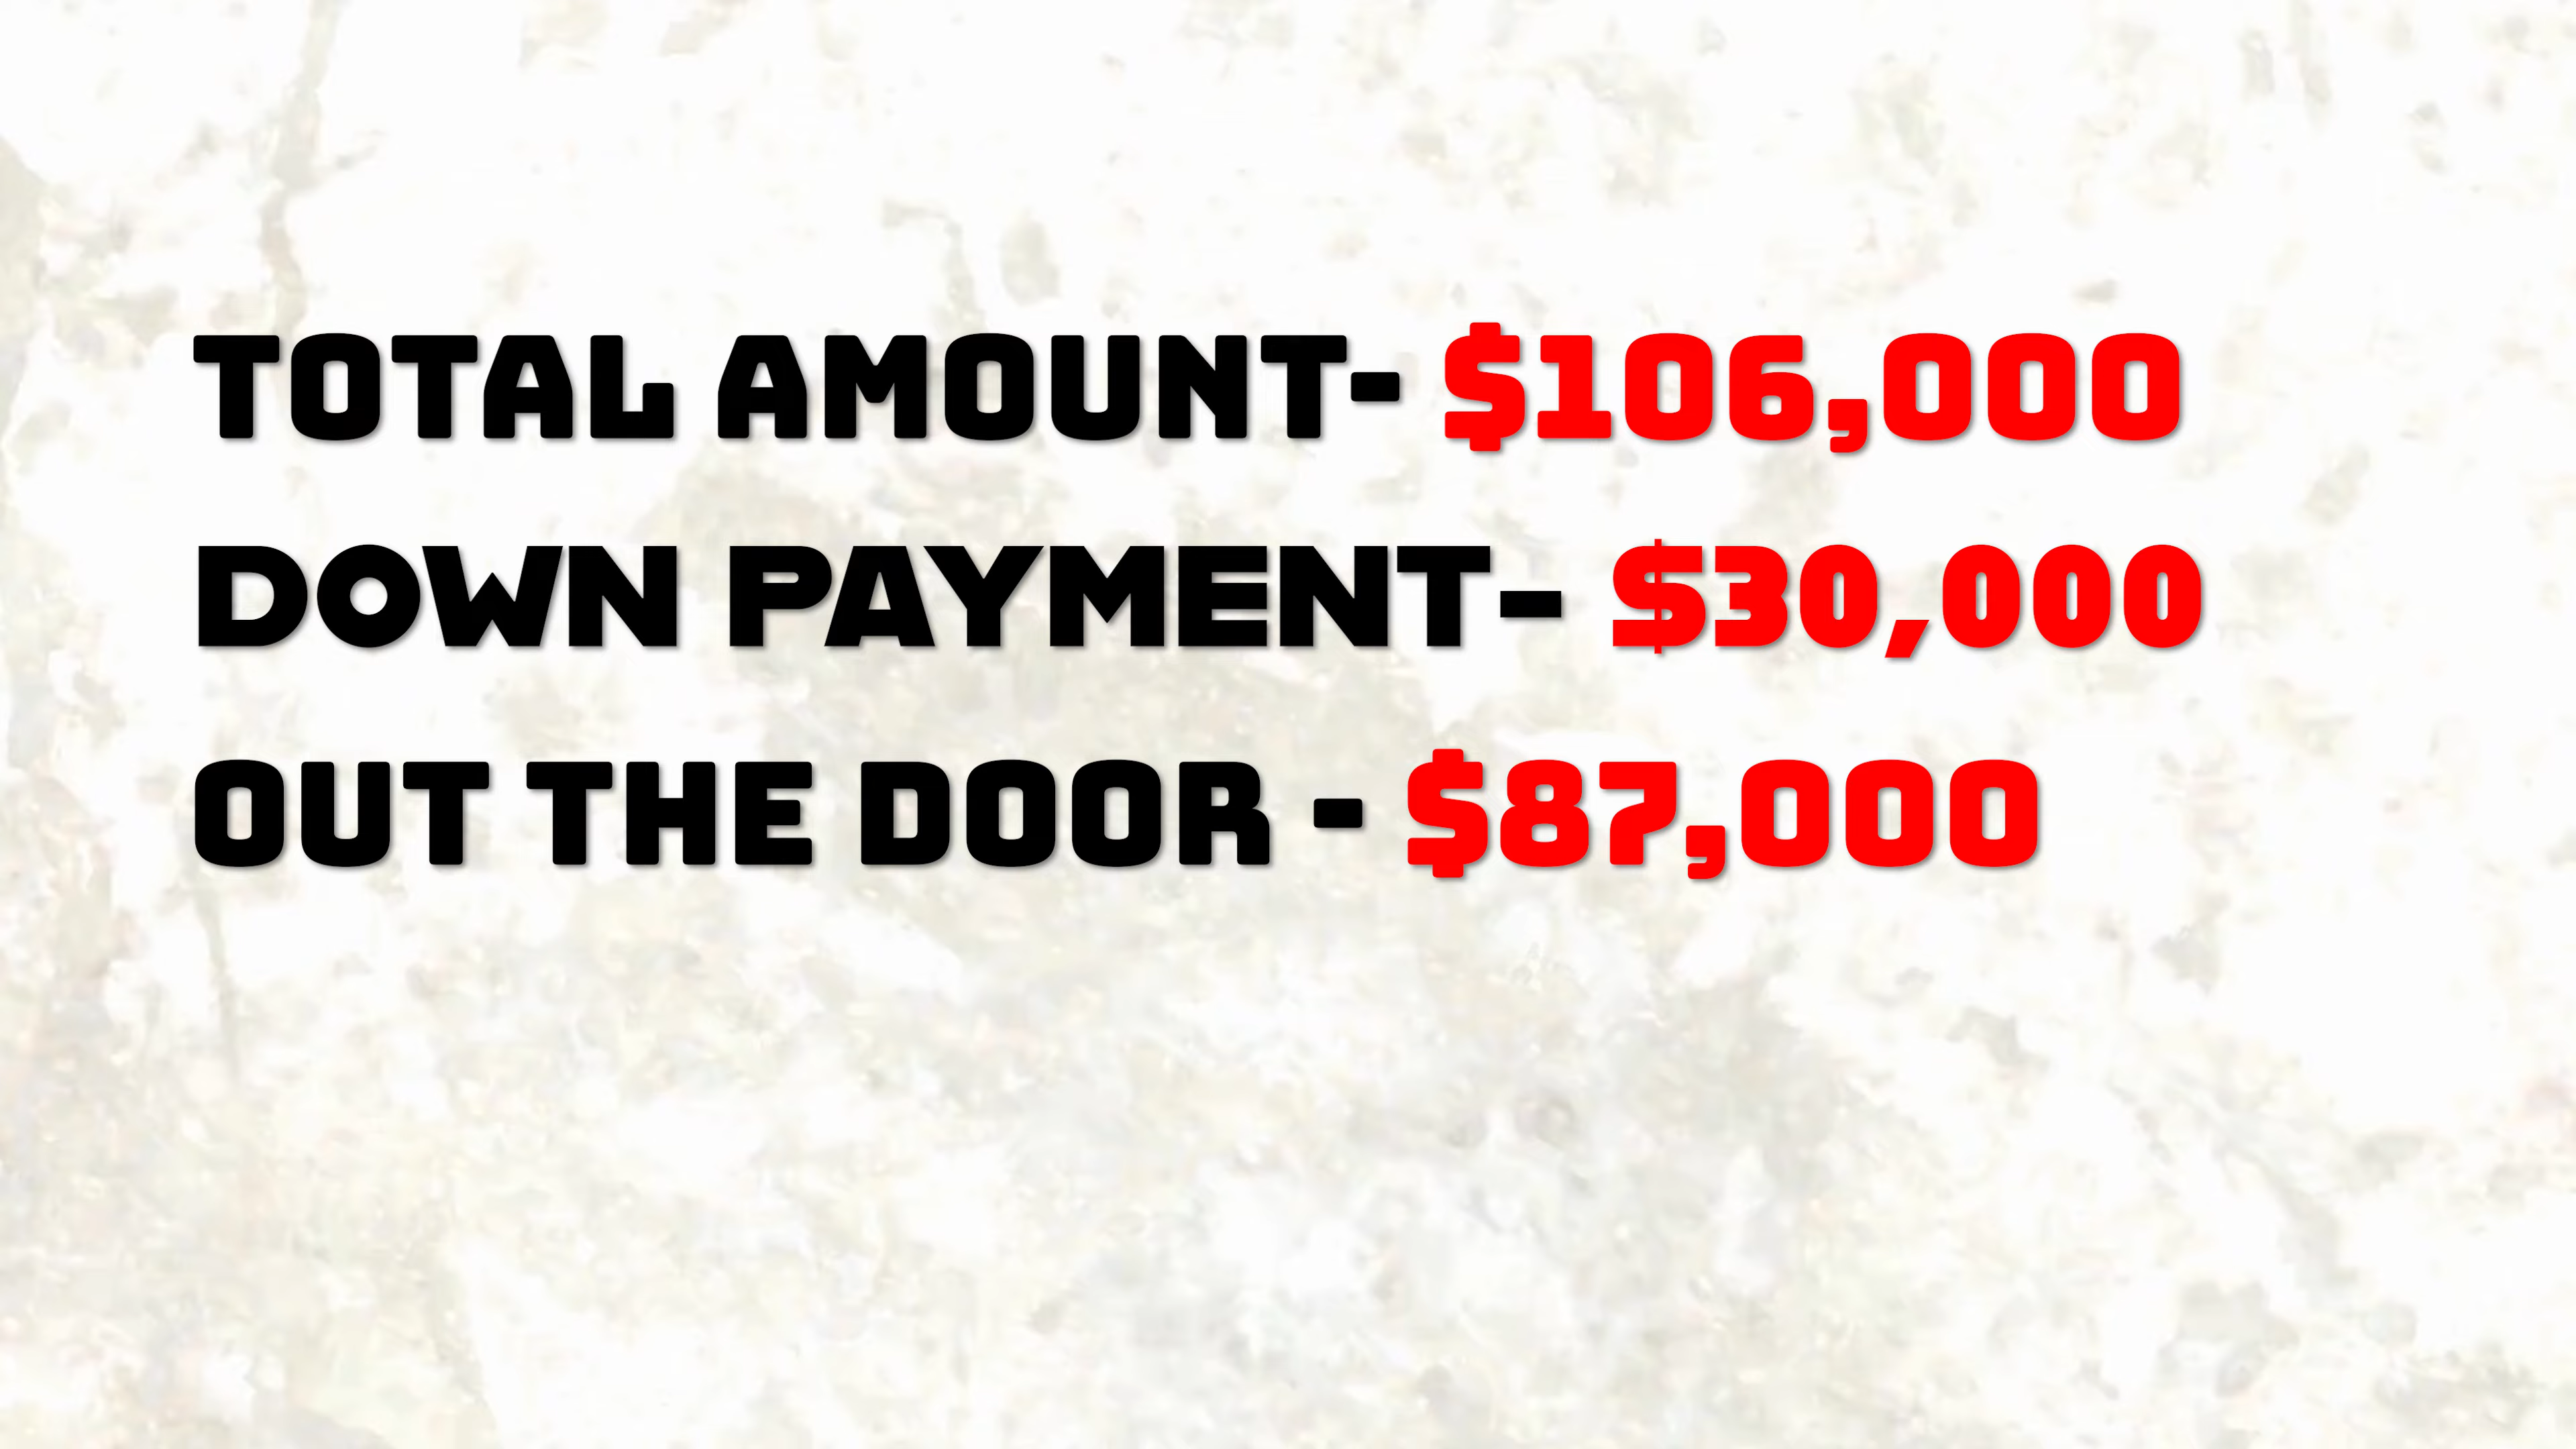 TOTAL AMOUNT- $106,000
DOWN PAYMENT- $30,000
OUT THE DOOR - $87,000